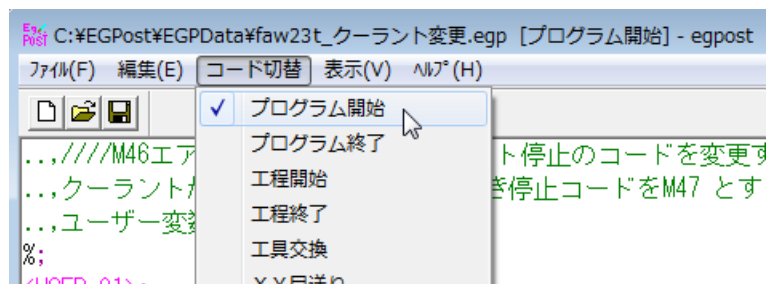 C:¥EGPost¥EGPData¥faw23t_クーラント変更.egp [プログラム開始] - egpost
ファイル(F) 編集(E) コード切替 表示(V) ヘルプ(H)
✓ プログラム開始
プログラム終了
工程開始
工程終了
工具交換
..,////M46エア
ト停止のコードを変更す
..,クーラントが
き停止コードをM47 とす
..,ユーザー変数
%;